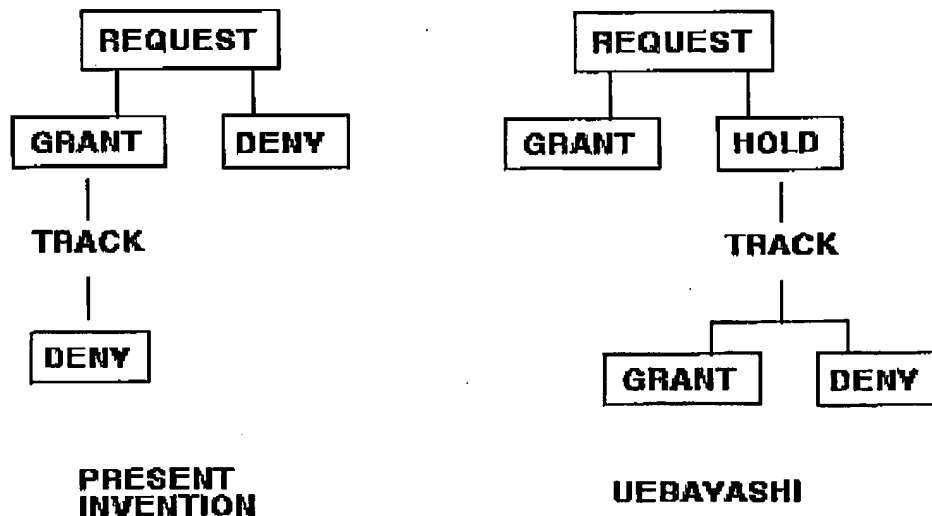 REQUEST
GRANT
DENY
TRACK
DENY
PRESENT
INVENTION
REQUEST
GRANT
HOLD
TRACK
GRANT
DENY
UEBAYASHI